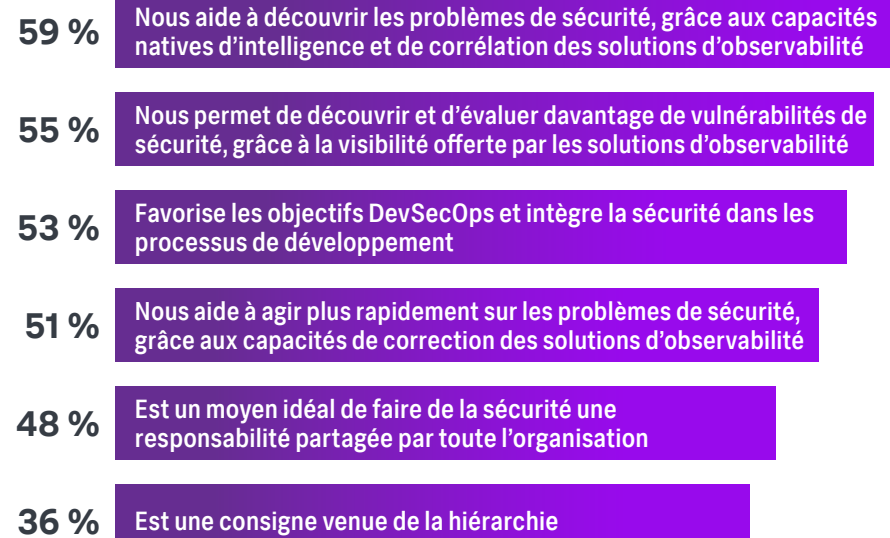 59 %
Nous aide à découvrir les problèmes de sécurité, grâce aux capacités
natives d’intelligence et de corrélation des solutions d’observabilité
55 %
Nous permet de découvrir et d’évaluer davantage de vulnérabilités de
sécurité, grâce à la visibilité offerte par les solutions d’observabilité
53 %
Favorise les objectifs DevSecOps et intègre la sécurité dans les
processus de développement
51 %
Nous aide à agir plus rapidement sur les problèmes de sécurité,
grâce aux capacités de correction des solutions d’observabilité
48 %
Est un moyen idéal de faire de la sécurité une
responsabilité partagée par toute l’organisation
36 %
Est une consigne venue de la hiérarchie